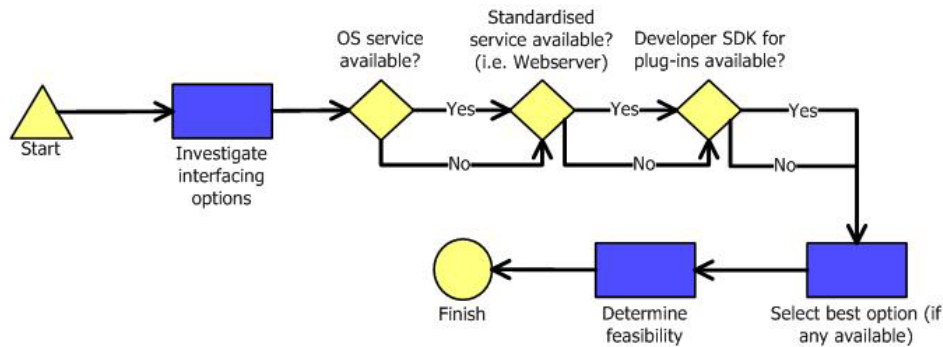 OS service
available?
Standardised
service available?
(i.e. Webserver)
Developer SDK for
plug-ins available?
Yes
Yes
Yes
No
No
No
Start
Investigate
interfacing
options
Finish
Determine
feasibility
Select best option (if
any available)